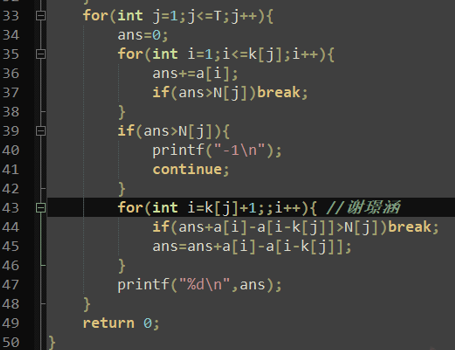 33 for(int j=1;j<=T;j++){
34 ans=0;
35 for(int i=1;i<=k[j];i++){
36 ans+=a[i];
37 if(ans>N[j])break;
38 }
39 if(ans>N[j]){
40 printf("-1\n");
41 continue;
42 }
43 for(int i=k[j]+1;;i++){ //谢璟涵
44 if(ans+a[i]-a[i-k[j]]>N[j])break;
45 ans=ans+a[i]-a[i-k[j]];
46 }
47 printf("%d\n",ans);
48 }
49 return 0;
50 }